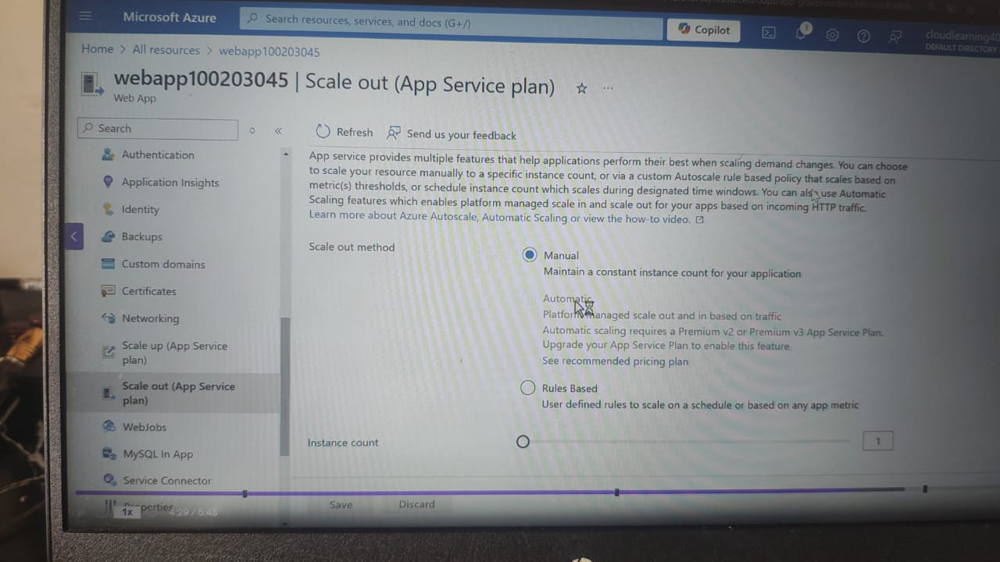 Microsoft Azure
Search resources, services, and docs (G+/)
Copilot
3
DEFAULT DIRECTORY
Home > All resources > webapp100203045
webapp100203045 | Scale out (App Service plan)
Web App
Search
Refresh
Send us your feedback
Authentication
Application Insights
Identity
Backups
Custom domains
Certificates
Networking
Scale up (App Service
plan)
Scale out (App Service
plan)
WebJobs
MySQL In App
Service Connector
Properties
App service provides multiple features that help applications perform their best when scaling demand changes. You can choose
to scale your resource manually to a specific instance count, or via a custom Autoscale rule based policy that scales based on
metric(s) thresholds, or schedule instance count which scales during designated time windows. You can also use Automatic
Scaling features which enables platform managed scale in and scale out for your apps based on incoming HTTP traffic.
Learn more about Azure Autoscale, Automatic Scaling or view the how-to video.
Scale out method
Manual
Maintain a constant instance count for your application
Automatic
Platform managed scale out and in based on traffic
Automatic scaling requires a Premium v2 or Premium v3 App Service Plan.
Upgrade your App Service Plan to enable this feature.
See recommended pricing plan
Rules Based
User defined rules to scale on a schedule or based on any app metric
Instance count
1
Save
Discard
1x
4:29 / 5:43